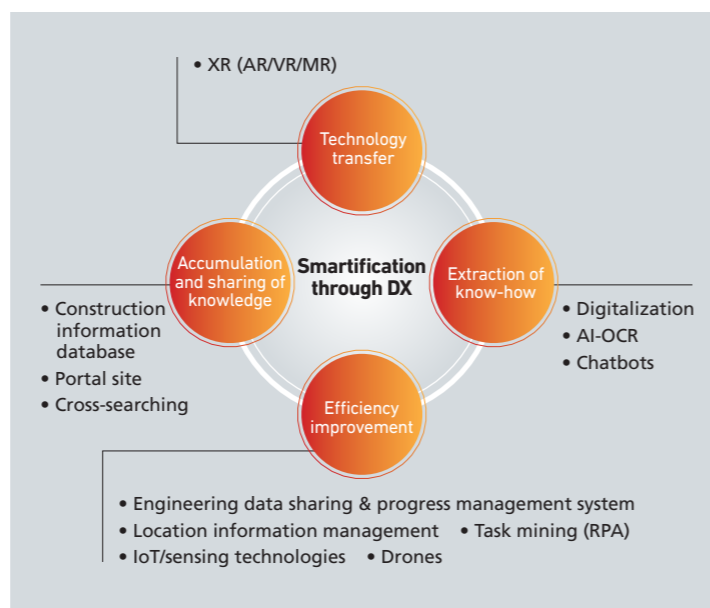 • XR (AR/VR/MR)
Technology
transfer
Accumulation
and sharing of
knowledge
Smartification
through DX
Extraction of
know-how
• Construction
information
database
• Portal site
• Cross-searching
• Digitalization
• AI-OCR
• Chatbots
Efficiency
improvement
• Engineering data sharing & progress management system
• Location information management • Task mining (RPA)
• IoT/sensing technologies • Drones